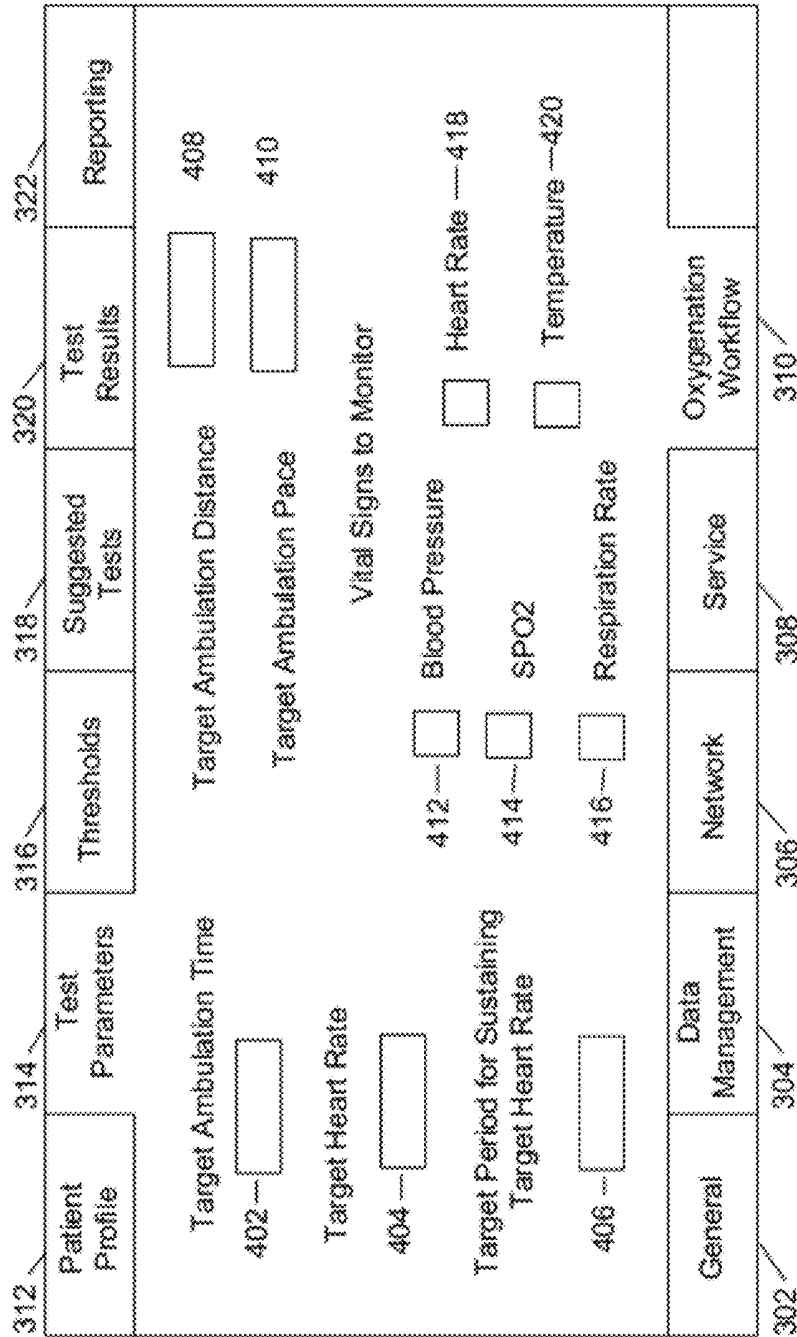 312
314
316
318
320
322
Patient
Profile
Test
Parameters
Thresholds
Suggested
Tests
Test
Results
Reporting
Target Ambulation Time
402
Target Heart Rate
404
Target Period for Sustaining
Target Heart Rate
406
Target Ambulation Distance
408
Target Ambulation Pace
410
Vital Signs to Monitor
412
Blood Pressure
414
SPO2
416
Respiration Rate
Heart Rate
418
Temperature
420
General
Data
Management
Network
Service
Oxygenation
Workflow
302
304
306
308
310